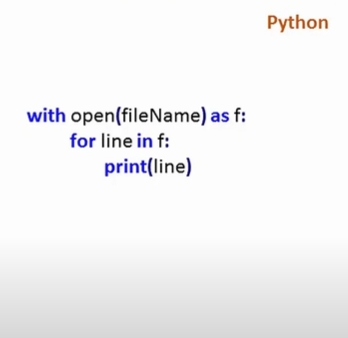 Python
with open(fileName) as f:
for line in f:
print(line)